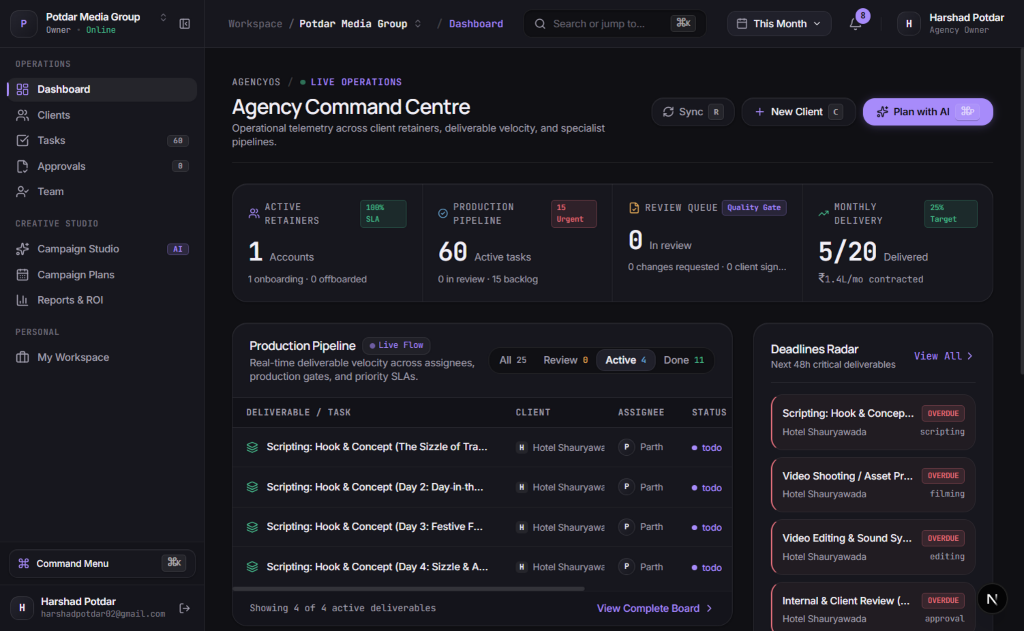 P
Potdar Media Group
Owner · Online
OPERATIONS
Dashboard
Clients
Tasks 60
Approvals 0
Team
CREATIVE STUDIO
Campaign Studio AI
Campaign Plans
Reports & ROI
PERSONAL
My Workspace
Command Menu ⌘K
H
Harshad Potdar
harshadpotdar02@gmail.com
Workspace / Potdar Media Group / Dashboard
Search or jump to... ⌘K
This Month
8
H
Harshad Potdar
Agency Owner
AGENCYOS / LIVE OPERATIONS
Agency Command Centre
Operational telemetry across client retainers, deliverable velocity, and specialist
pipelines.
Sync R
New Client C
Plan with AI ⌘P
ACTIVE
RETAINERS
100%
SLA
1 Accounts
1 onboarding · 0 offboarded
PRODUCTION
PIPELINE
15
Urgent
60 Active tasks
0 in review · 15 backlog
REVIEW QUEUE Quality Gate
0 In review
0 changes requested · 0 client sign...
MONTHLY
DELIVERY
25%
Target
5/20 Delivered
₹1.4L/mo contracted
Production Pipeline Live Flow
Real-time deliverable velocity across assignees,
production gates, and priority SLAs.
All 25 Review 0 Active 4 Done 11
DELIVERABLE / TASK CLIENT ASSIGNEE STATUS
Scripting: Hook & Concept (The Sizzle of Tra... H Hotel Shauryawa P Parth todo
Scripting: Hook & Concept (Day 2: Day-in-th... H Hotel Shauryawa P Parth todo
Scripting: Hook & Concept (Day 3: Festive F... H Hotel Shauryawa P Parth todo
Scripting: Hook & Concept (Day 4: Sizzle & A... H Hotel Shauryawa P Parth todo
Showing 4 of 4 active deliverables
View Complete Board
Deadlines Radar
Next 48h critical deliverables
View All
Scripting: Hook & Concep... OVERDUE
Hotel Shauryawada scripting
Video Shooting / Asset Pr... OVERDUE
Hotel Shauryawada filming
Video Editing & Sound Sy... OVERDUE
Hotel Shauryawada editing
Internal & Client Review (... OVERDUE
Hotel Shauryawada approval
N